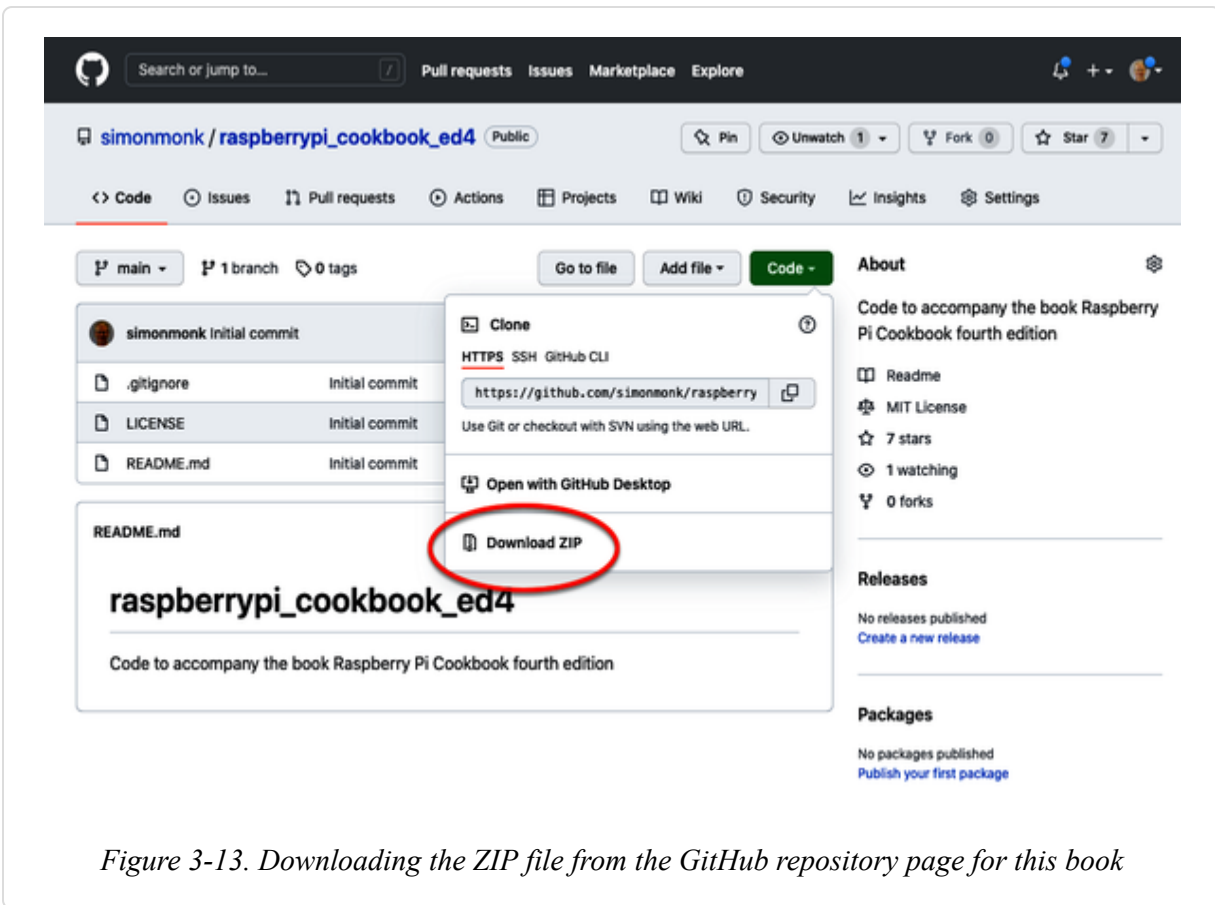 Search or jump to... /
Pull requests Issues Marketplace Explore
simonmonk / raspberrypi_cookbook_ed4 Public
Pin Unwatch 1 Fork 0 Star 7
Code Issues Pull requests Actions Projects Wiki Security Insights Settings
main 1 branch 0 tags Go to file Add file Code
simonmonk Initial commit
.gitignore Initial commit
LICENSE Initial commit
README.md Initial commit
Clone
HTTPS SSH GitHub CLI
https://github.com/simonmonk/raspberry
Use Git or checkout with SVN using the web URL.
Open with GitHub Desktop
Download ZIP
README.md
raspberrypi_cookbook_ed4
Code to accompany the book Raspberry Pi Cookbook fourth edition
About
Code to accompany the book Raspberry
Pi Cookbook fourth edition
Readme
MIT License
7 stars
1 watching
0 forks
Releases
No releases published
Create a new release
Packages
No packages published
Publish your first package
Figure 3-13. Downloading the ZIP file from the GitHub repository page for this book